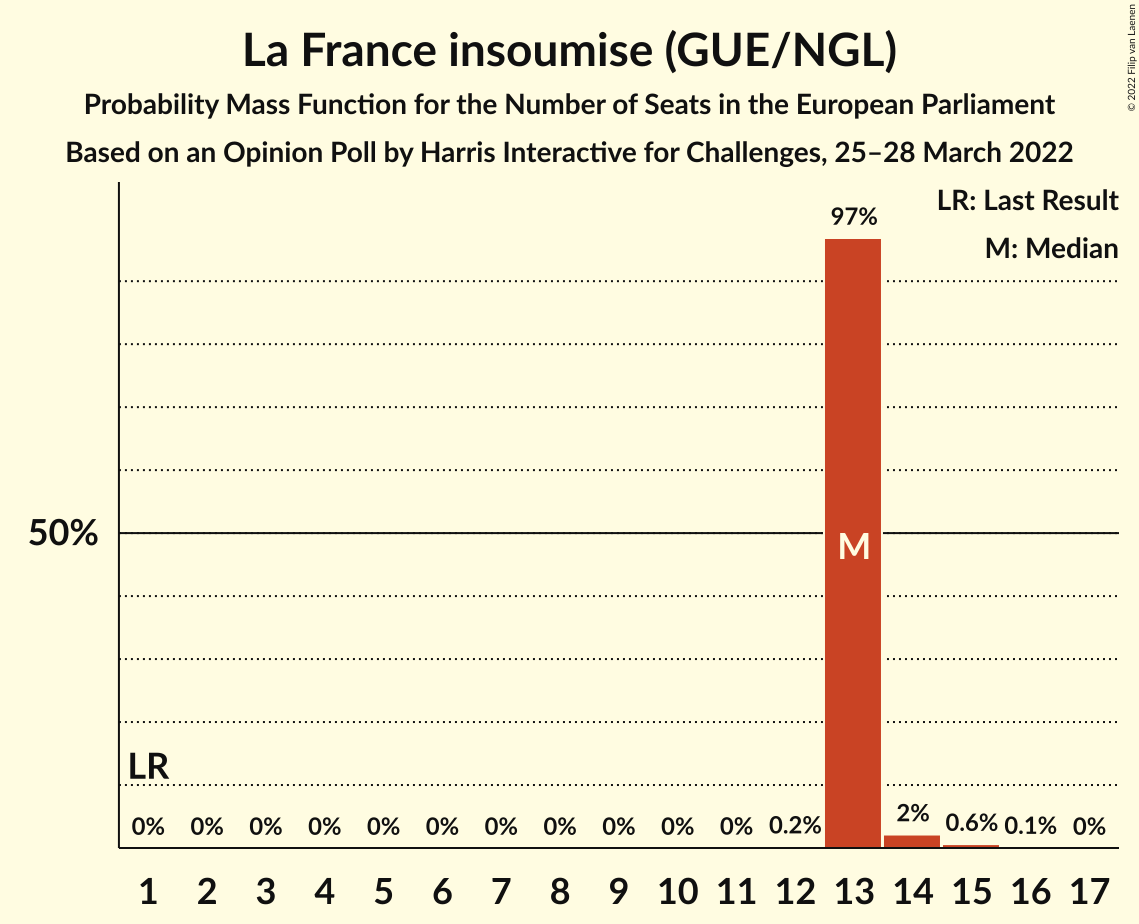 La France insoumise (GUE/NGL)
Probability Mass Function for the Number of Seats in the European Parliament
Based on an Opinion Poll by Harris Interactive for Challenges, 25–28 March 2022
© 2022 Filip van Laenen
LR: Last Result
M: Median
97%
50%
M
LR
0% 0% 0% 0% 0% 0% 0% 0% 0% 0% 0% 0.2% 2% 0.6% 0.1% 0%
1 2 3 4 5 6 7 8 9 10 11 12 13 14 15 16 17